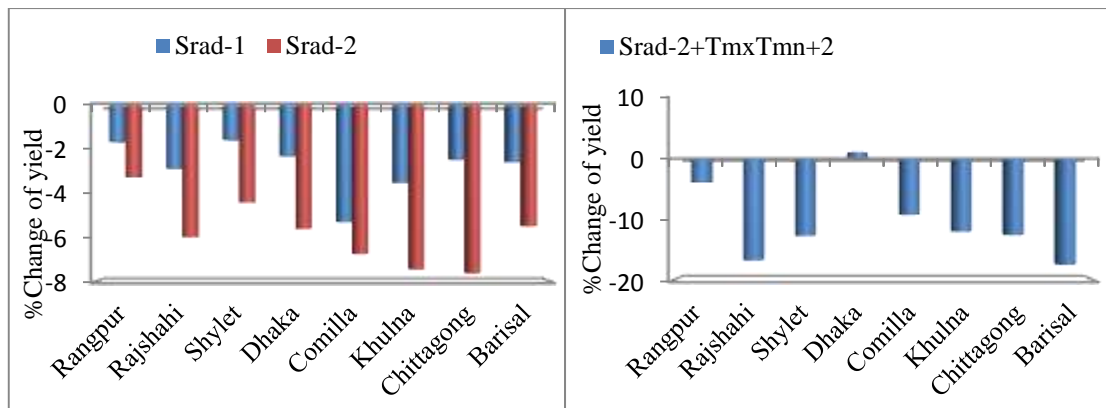 Srad-1 Srad-2
%Change of yield
0
-2
-4
-6
-8
Rangpur Rajshahi Shylet Dhaka Comilla Khulna Chittagong Barisal
Srad-2+TmxTmn+2
%Change of yield
10
0
-10
-20
Rangpur Rajshahi Shylet Dhaka Comilla Khulna Chittagong Barisal